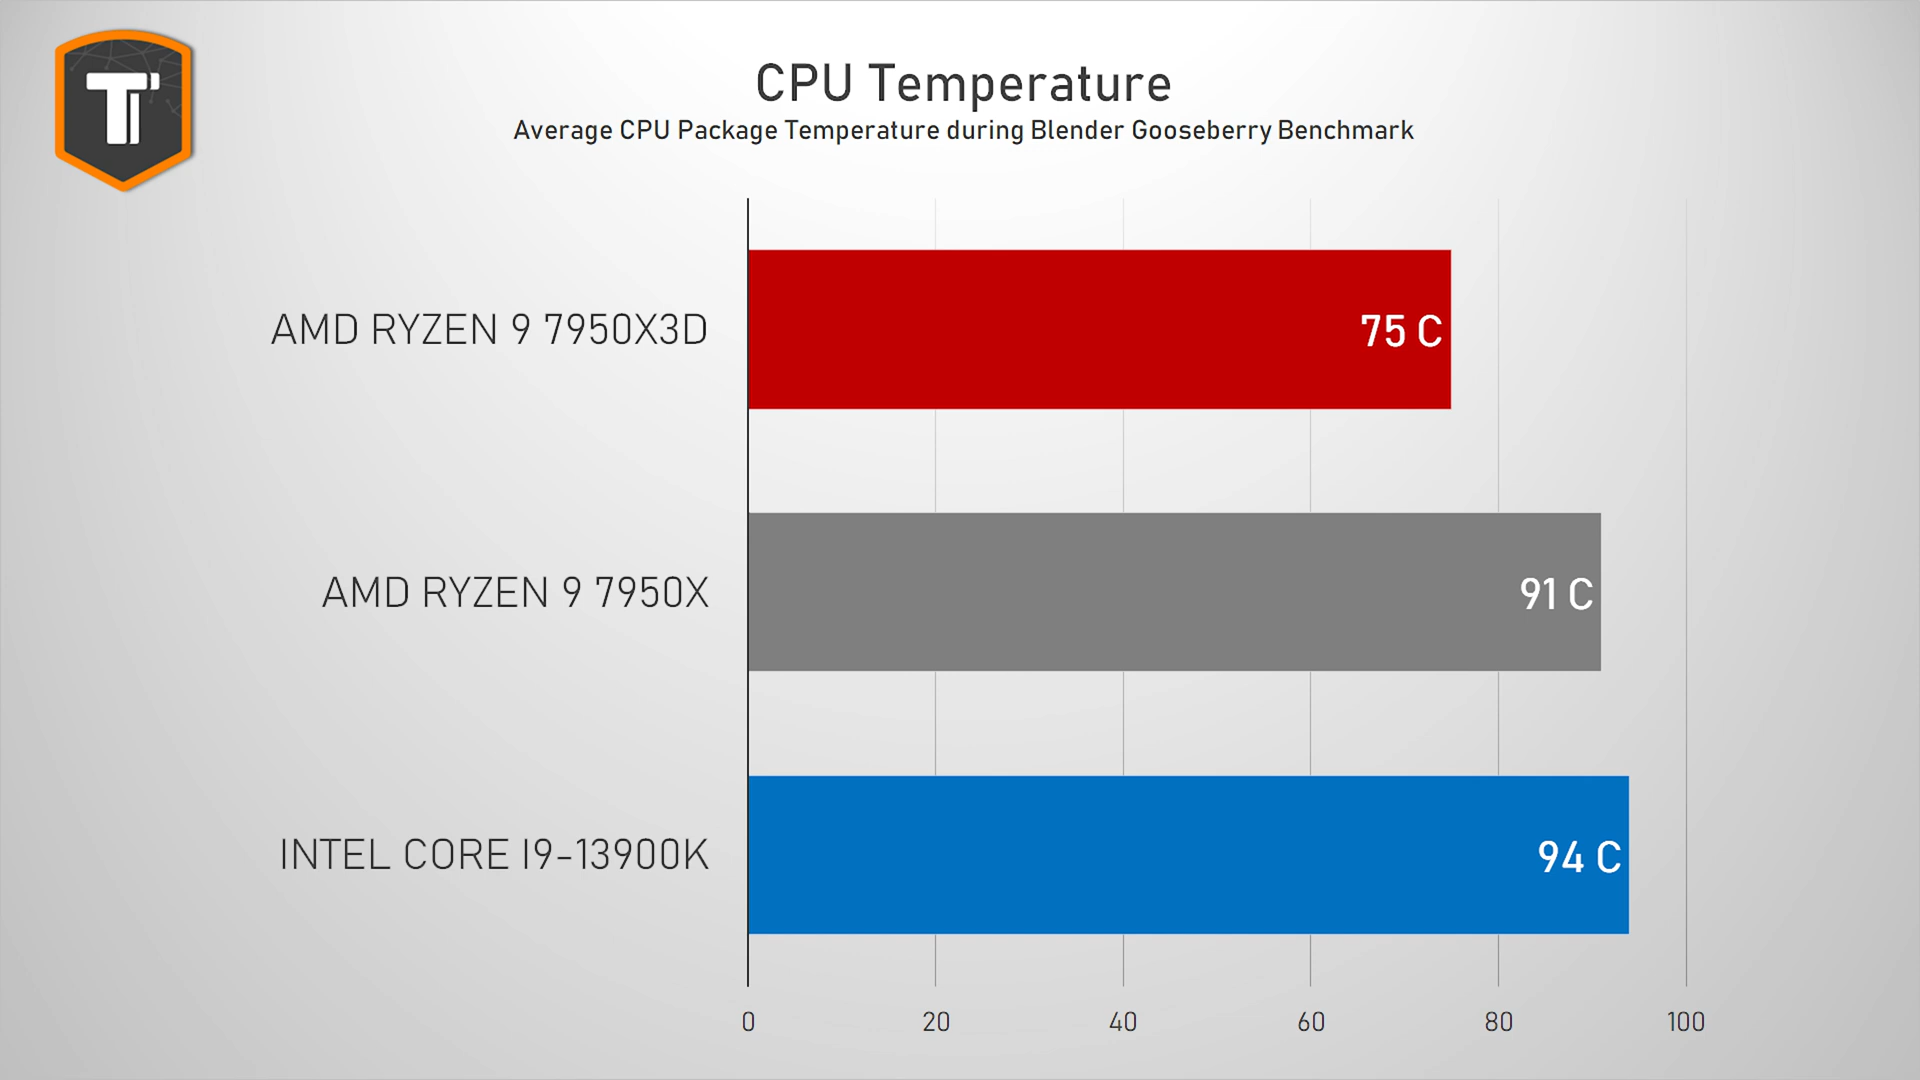 T
CPU Temperature
Average CPU Package Temperature during Blender Gooseberry Benchmark
AMD RYZEN 9 7950X3D
75 C
AMD RYZEN 9 7950X
91 C
INTEL CORE I9-13900K
94 C
0 20 40 60 80 100